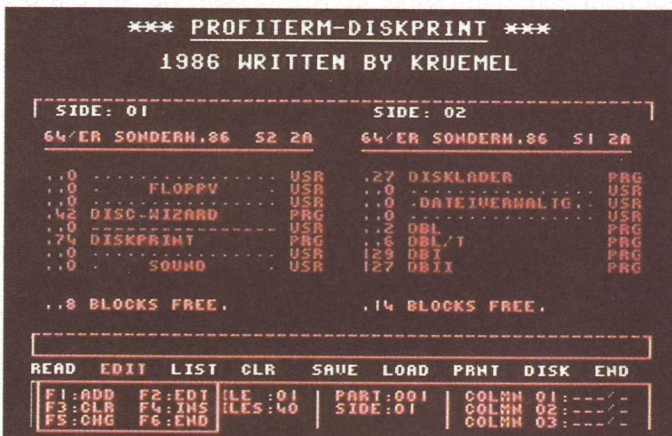 *** PROFITERM-DISKPRINT ***
1986 WRITTEN BY KRUEMEL
SIDE: 01 SIDE: 02
64'ER SONDERH.86 S2 2A 64'ER SONDERH.86 S1 2A
..0 ................ USR .27 DISKLADER PRG
..0 FLOPPY USR ..0 ................ USR
..0 ................ USR ..0 .DATEIVERWALTG. USR
.42 DISC-WIZARD PRG ..0 ................ USR
..0 ---------------- USR ..2 DBL PRG
.74 DISKPRINT PRG ..6 DBL/T PRG
..0 ................ USR 129 DBI PRG
..0 . SOUND USR 127 DBII PRG
..8 BLOCKS FREE. .14 BLOCKS FREE.
READ EDIT LIST CLR SAVE LOAD PRNT DISK END
F1:ADD F2:EDT ILE :01 PART:001 COLMN 01:---/-
F3:CLR F4:INS ILES:40 SIDE:01 COLMN 02:---/-
F5:CHG F6:END COLMN 03:---/-